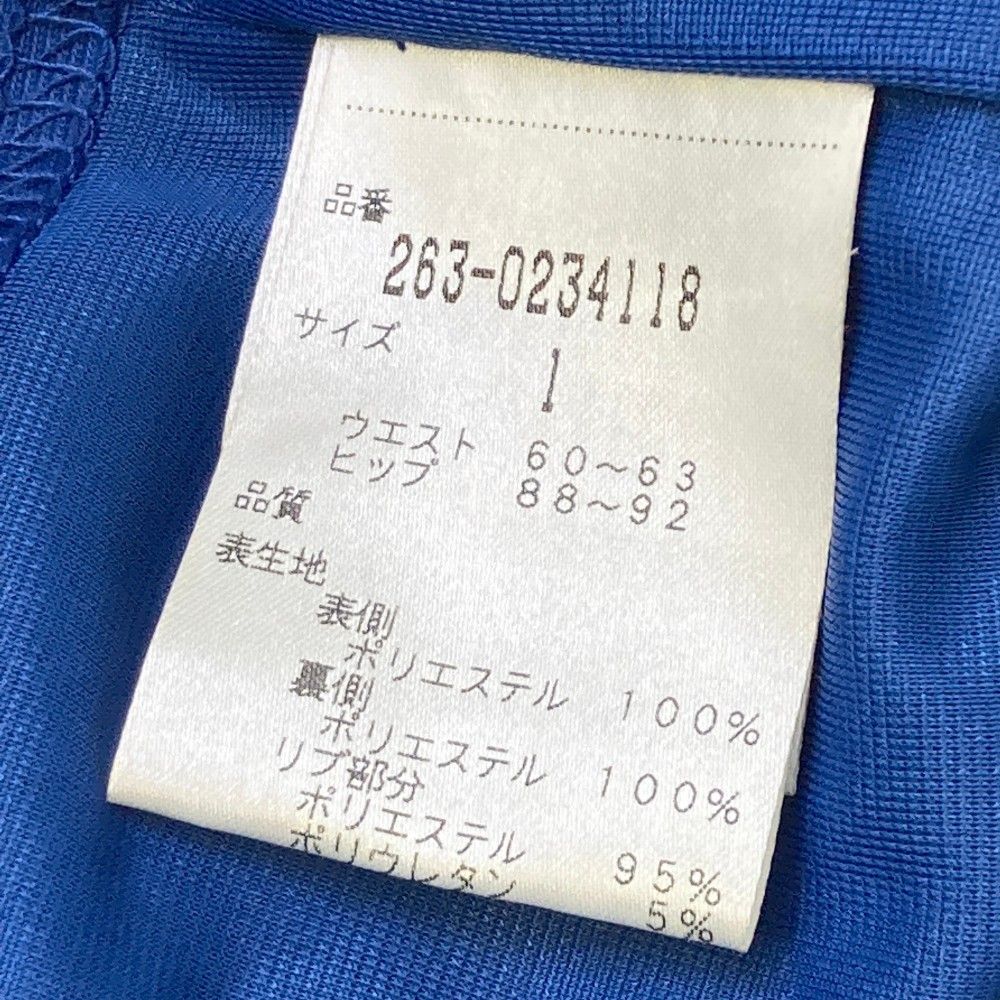 品番
263-0234118
サイズ
1
ウエスト 60～63
ヒップ 88～92
品質
表生地
表側
ポリエステル 100%
裏側
ポリエステル 100%
リブ部分
ポリエステル 95%
ポリウレタン 5%